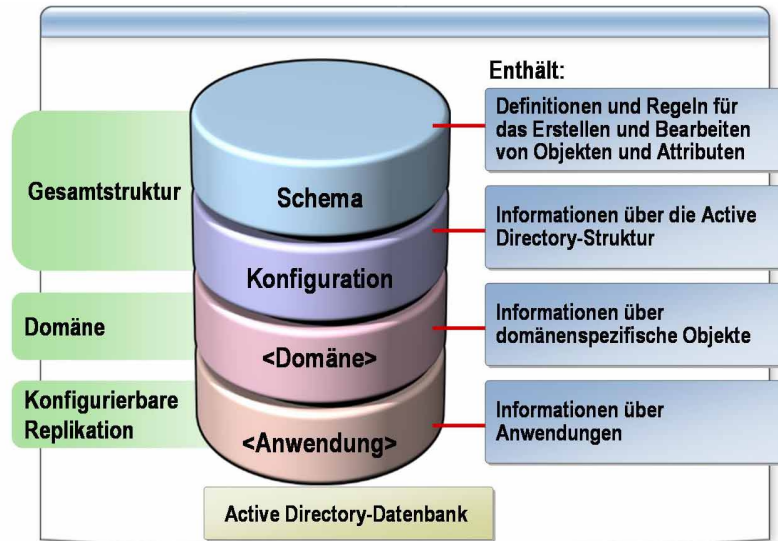 Enthält:
Definitionen und Regeln für
das Erstellen und Bearbeiten
von Objekten und Attributen
Gesamtstruktur
Schema
Informationen über die Active
Directory-Struktur
Konfiguration
Domäne
<Domäne>
Informationen über
domänenspezifische Objekte
Konfigurierbare
Replikation
<Anwendung>
Informationen über
Anwendungen
Active Directory-Datenbank